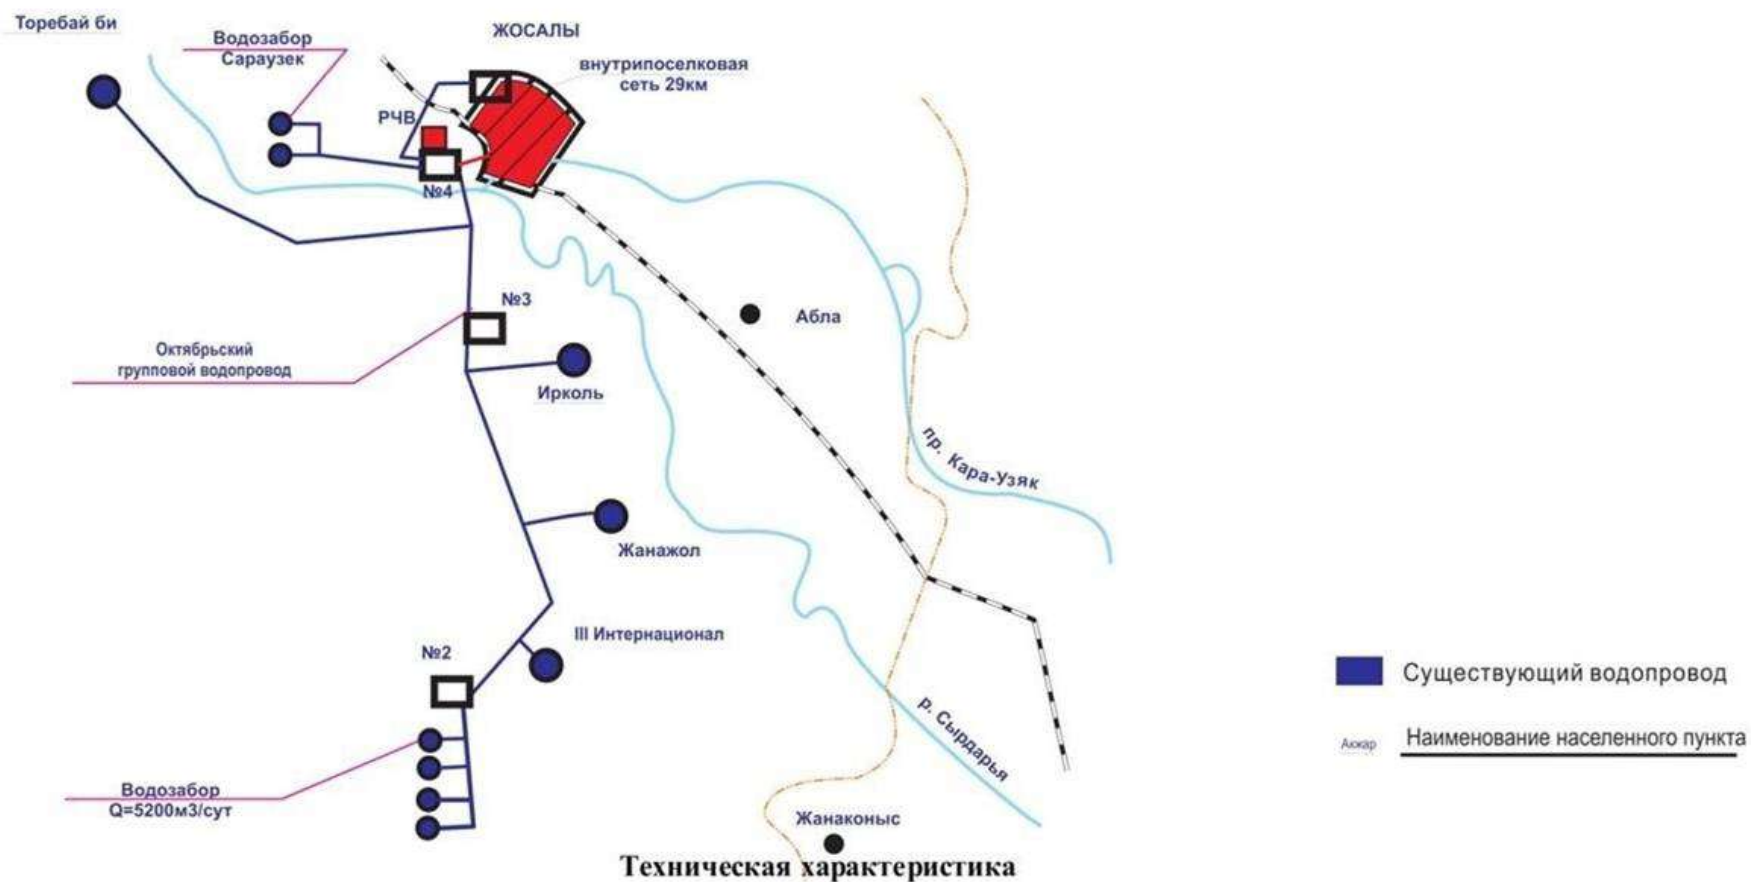 Торебай би
Водозабор
Сараузек
ЖОСАЛЫ
внутрипоселковая
сеть 29км
РЧВ
№4
№3
Абла
Октябрьский
групповой водопровод
Ирколь
пр. Кара-Узяк
Жанажол
III Интернационал
№2
р. Сырдарья
Существующий водопровод
Акжар
Наименование населенного пункта
Водозабор
Q=5200м3/сут
Жанаконыс
Техническая характеристика